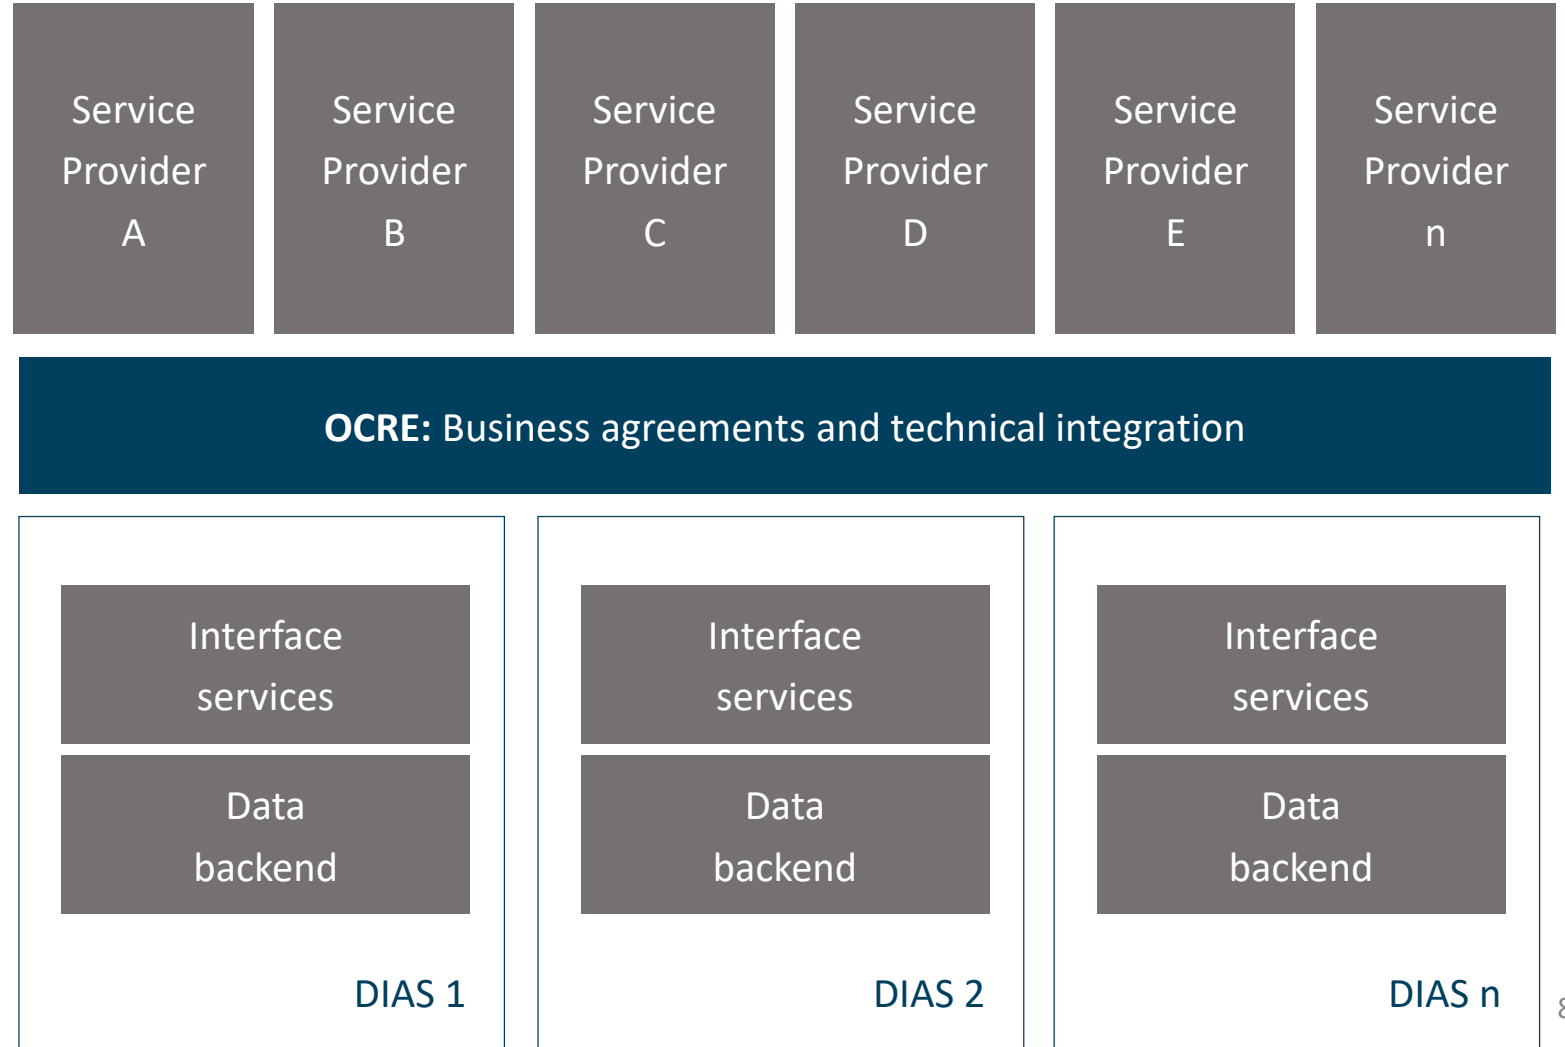 Service
Provider
A
Service
Provider
B
Service
Provider
C
Service
Provider
D
Service
Provider
E
Service
Provider
n
OCRE: Business agreements and technical integration
Interface
services
Data
backend
DIAS 1
Interface
services
Data
backend
DIAS 2
Interface
services
Data
backend
DIAS n